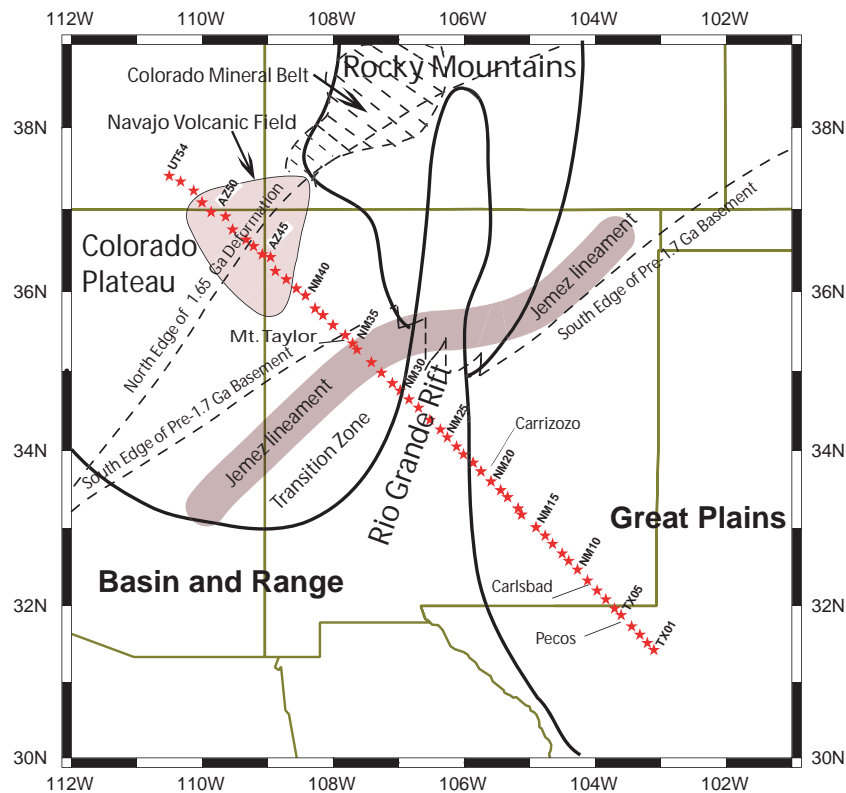 112W 110W 108W 106W 104W 102W
Rocky Mountains
Colorado Mineral Belt
38N 38N
Navajo Volcanic Field
UT54
AZ50
Colorado
Plateau
AZ45
North Edge of 1.65 Ga Deformation
NM40
36N 36N
Jemez lineament
South Edge of Pre-1.7 Ga Basement
Mt.Taylor
NM35
South Edge of Pre-1.7 Ga Basement
Jemez lineament
Transition Zone
NM30
Rio Grande Rift
NM25
Carrizozo
34N 34N
NM20
NM15
Great Plains
NM10
Basin and Range
Carlsbad
TX05
32N 32N
Pecos
TX01
30N 30N
112W 110W 108W 106W 104W 102W